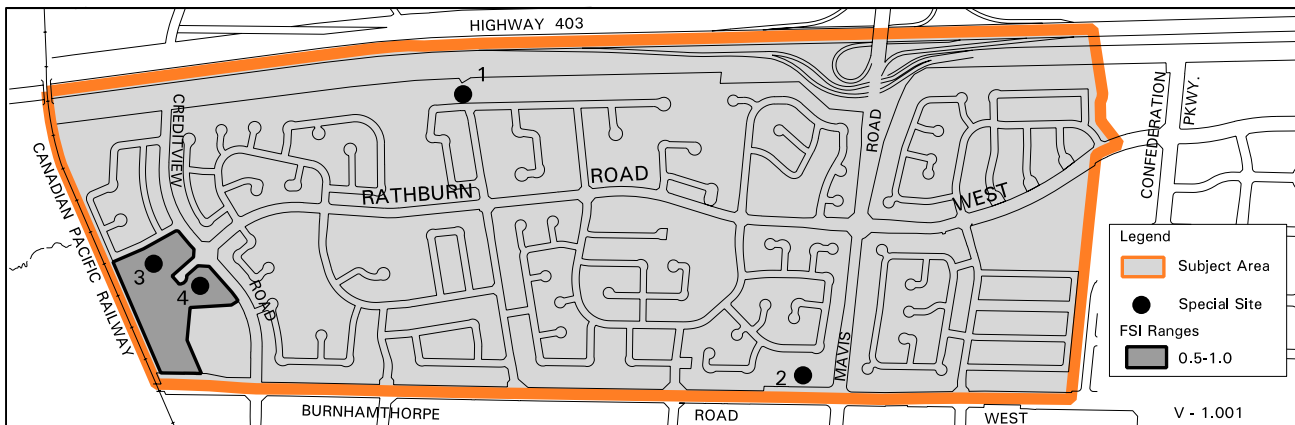 HIGHWAY 403
1
CREDITVIEW
ROAD
CONFEDERATION
PKWY.
ROAD
RATHBURN
WEST
CANADIAN PACIFIC RAILWAY
3
4
ROAD
Legend
Subject Area
Special Site
FSI Ranges
0.5-1.0
MAVIS
2
BURNHAMTHORPE
ROAD
WEST
V - 1.001